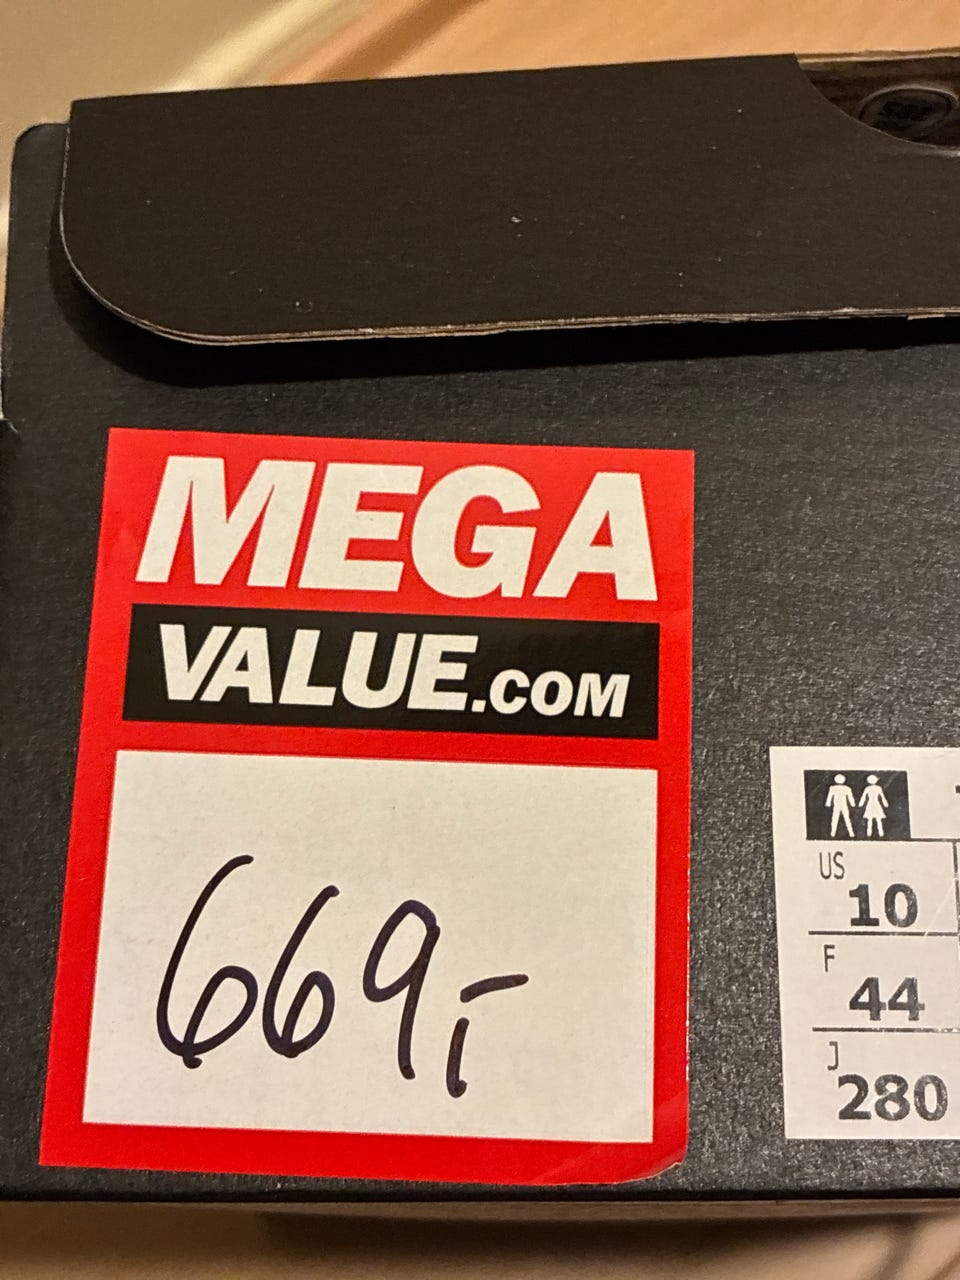 MEGA
VALUE.COM
669,-
US
10
F
44
J
280